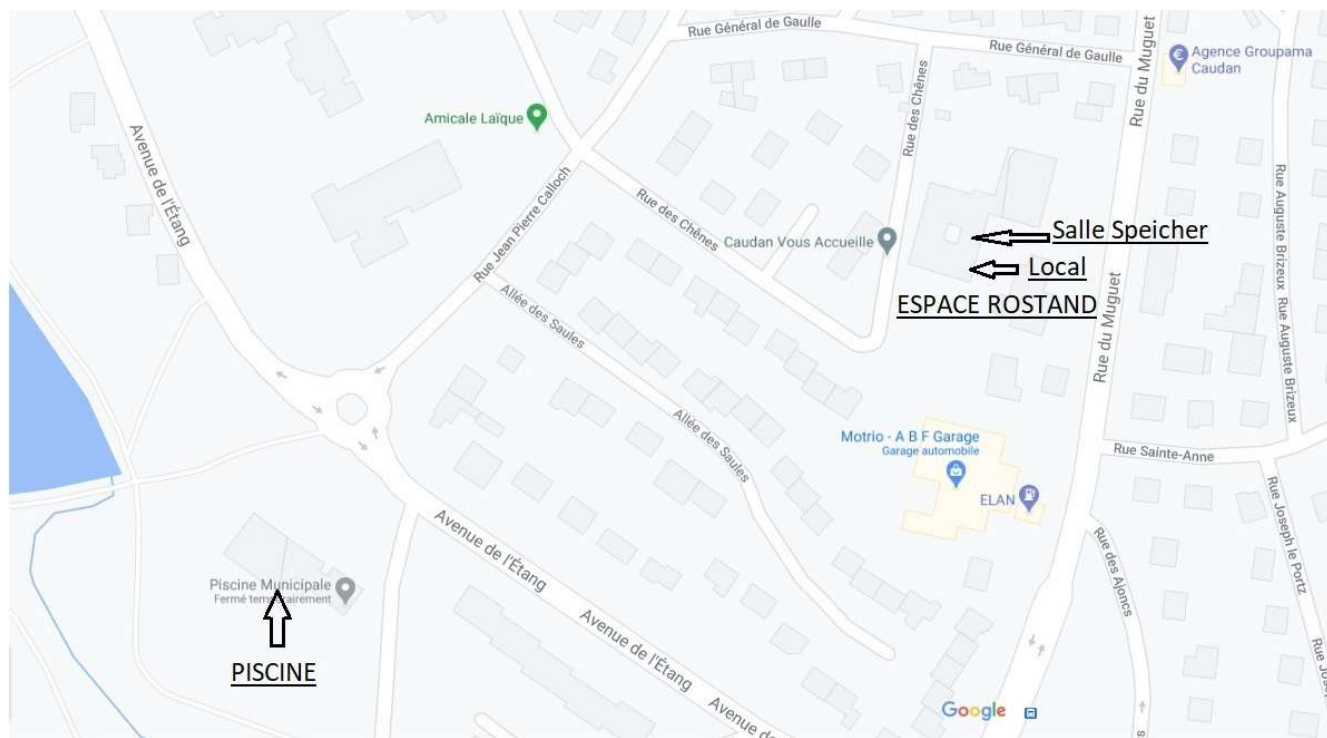 Rue Général de Gaulle
Rue Général de Gaulle
Rue du Muguet
Agence Groupama
Caudan
Amicale Laïque
Avenue de l'Étang
Rue Jean Pierre Calloch
Rue des Chênes
Rue des Chênes
Caudan Vous Accueille
Salle Speicher
Local
ESPACE ROSTAND
Rue Auguste Brizeux
Rue Auguste Brizeux
Rue du Muguet
Allée des Saules
Allée des Saules
Motrio - A B F Garage
Garage automobile
ELAN
Rue Sainte-Anne
Rue Joseph le Portz
Rue des Ajoncs
Avenue de l'Étang
Avenue de l'Étang
Avenue de
Piscine Municipale
Fermé temporairement
PISCINE
Google